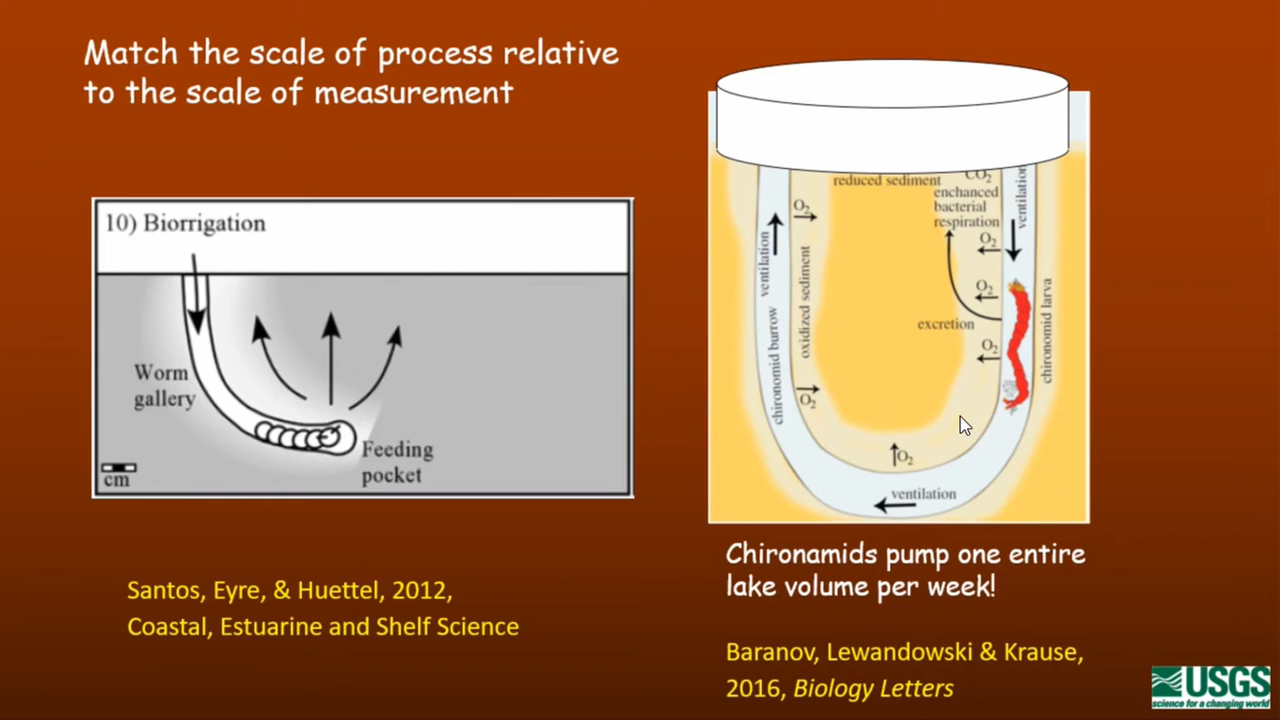 Match the scale of process relative
to the scale of measurement
10) Biorrigation
Worm
gallery
Feeding
pocket
cm
Santos, Eyre, & Huettel, 2012,
Coastal, Estuarine and Shelf Science
reduced sediment
CO2
enchanced
bacterial
respiration
ventilation
O2
O2
O2
O2
excretion
ventilation
chironomid burrow
oxidized sediment
chironomid larva
O2
O2
ventilation
Chironamids pump one entire
lake volume per week!
Baranov, Lewandowski & Krause,
2016, Biology Letters
USGS
science for a changing world